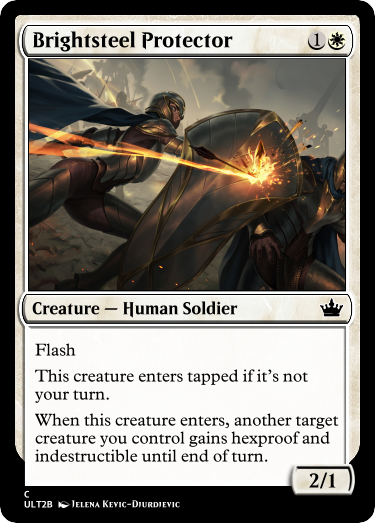 Brightsteel Protector 1
Creature — Human Soldier
Flash
This creature enters tapped if it's not
your turn.
When this creature enters, another target
creature you control gains hexproof and
indestructible until end of turn.
2/1
C
ULT2B Jelena Kevic-Djurdjevic